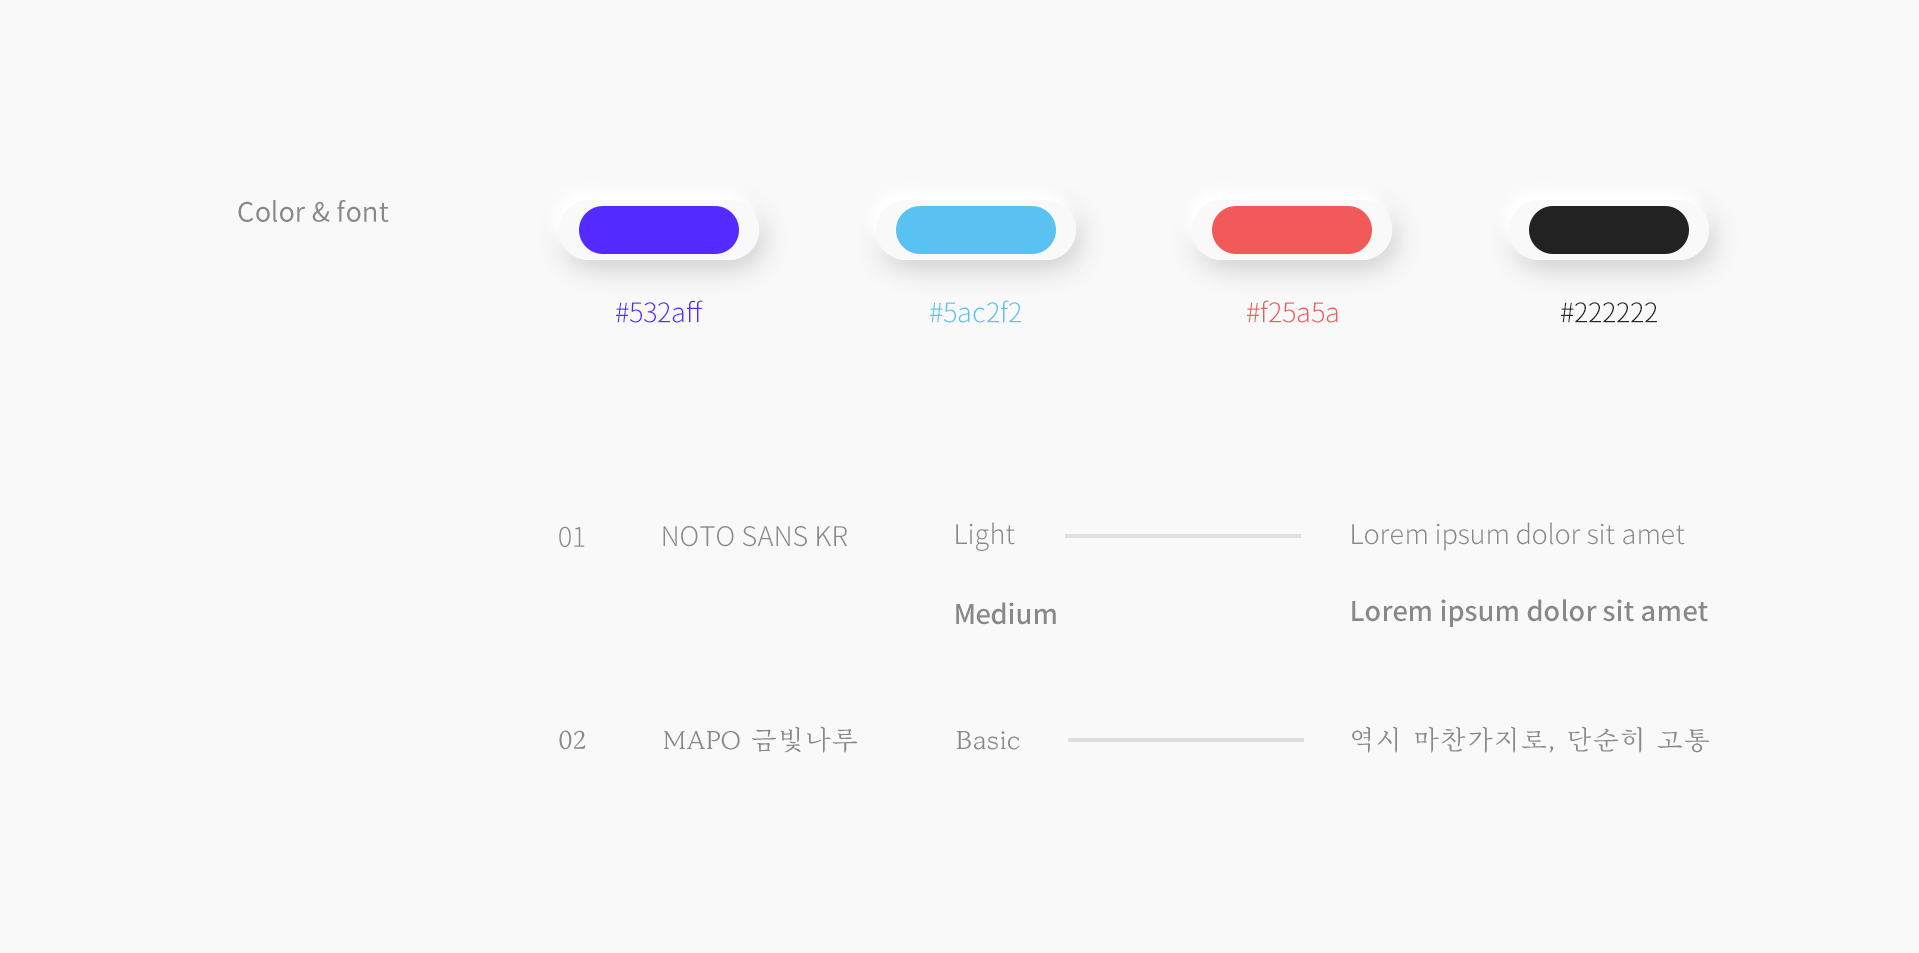 Color & font
#532aff
#5ac2f2
#f25a5a
#222222
01 NOTO SANS KR Light Lorem ipsum dolor sit amet
Medium Lorem ipsum dolor sit amet
02 MAPO 금빛나루 Basic 역시 마찬가지로, 단순히 고통